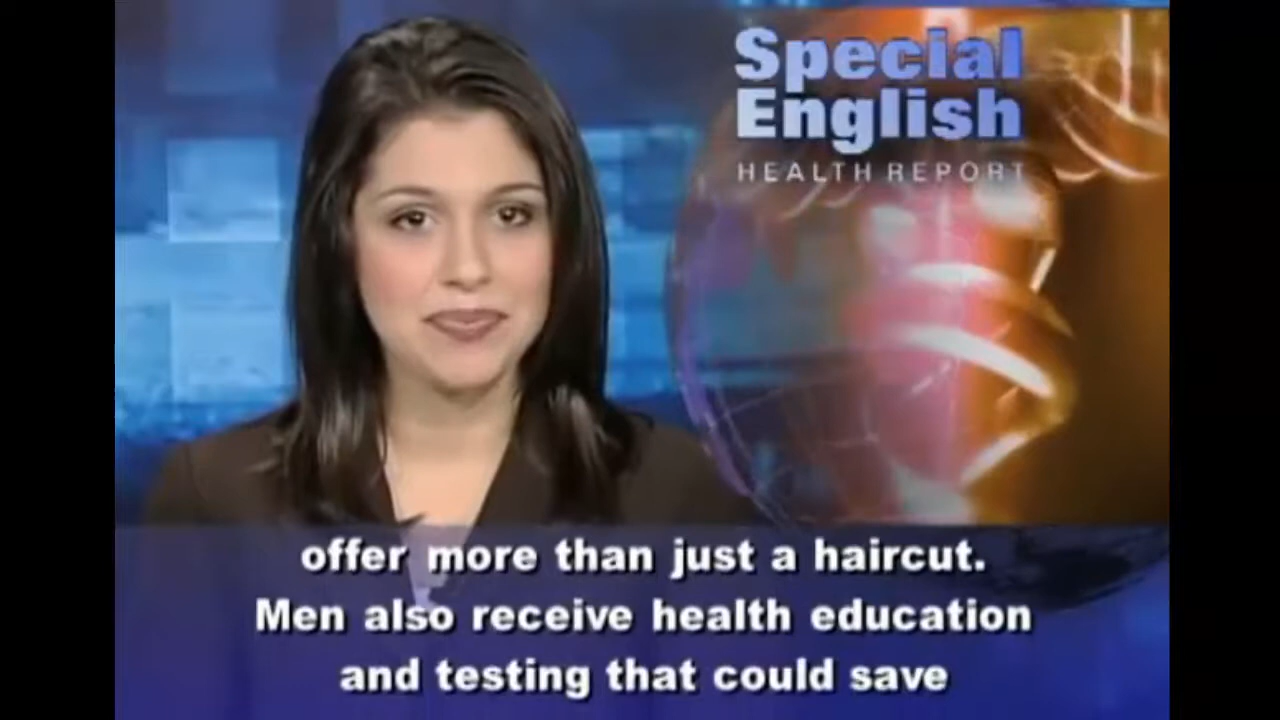 Special
English
HEALTH REPORT
offer more than just a haircut.
Men also receive health education
and testing that could save